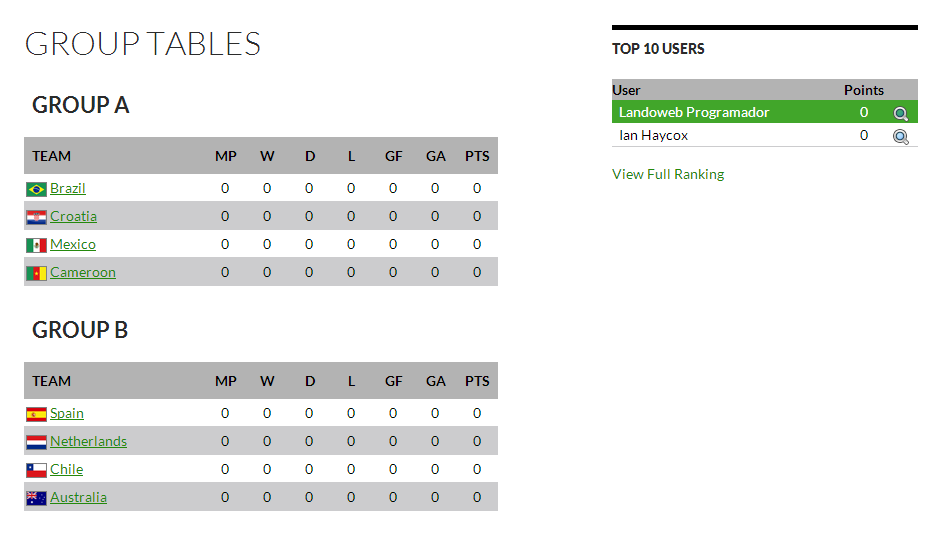 GROUP TABLES
GROUP A
TEAM MP W D L GF GA PTS
Brazil 0 0 0 0 0 0 0
Croatia 0 0 0 0 0 0 0
Mexico 0 0 0 0 0 0 0
Cameroon 0 0 0 0 0 0 0
GROUP B
TEAM MP W D L GF GA PTS
Spain 0 0 0 0 0 0 0
Netherlands 0 0 0 0 0 0 0
Chile 0 0 0 0 0 0 0
Australia 0 0 0 0 0 0 0
TOP 10 USERS
User Points
Landoweb Programador 0
Ian Haycox 0
View Full Ranking